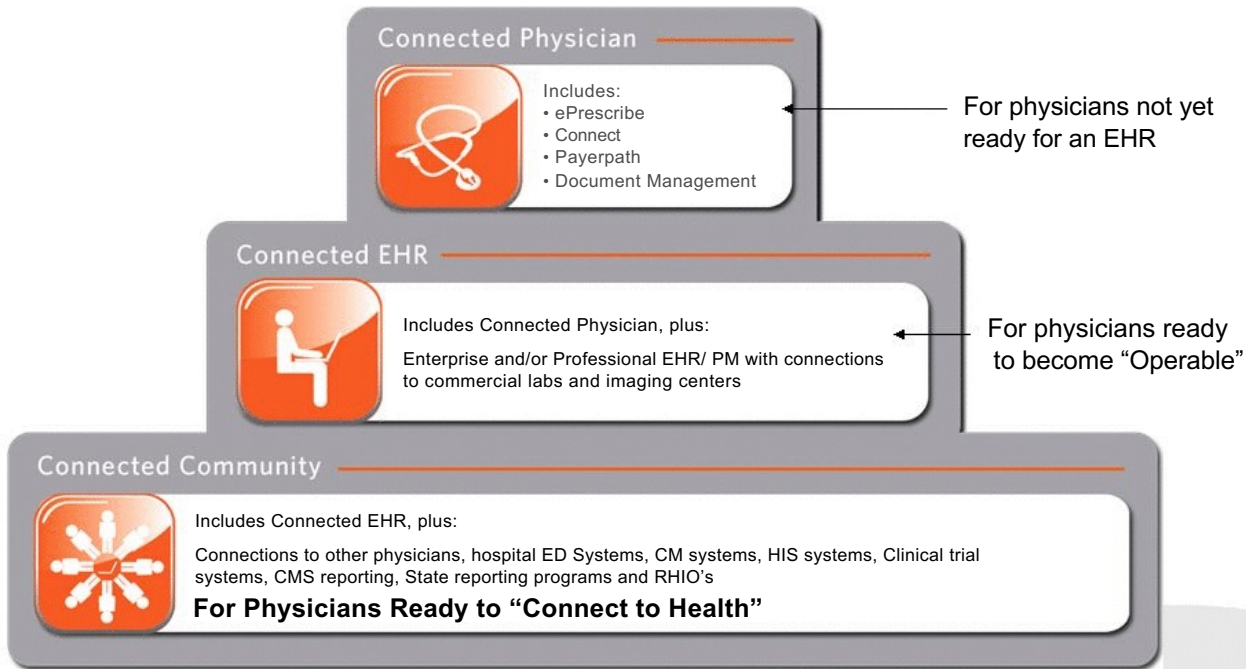 Connected Physician
Includes:
• ePrescribe
• Connect
• Payerpath
• Document Management
For physicians not yet
ready for an EHR
Connected EHR
Includes Connected Physician, plus:
Enterprise and/or Professional EHR/ PM with connections
to commercial labs and imaging centers
For physicians ready
to become “Operable”
Connected Community
Includes Connected EHR, plus:
Connections to other physicians, hospital ED Systems, CM systems, HIS systems, Clinical trial
systems, CMS reporting, State reporting programs and RHIO’s
For Physicians Ready to “Connect to Health”